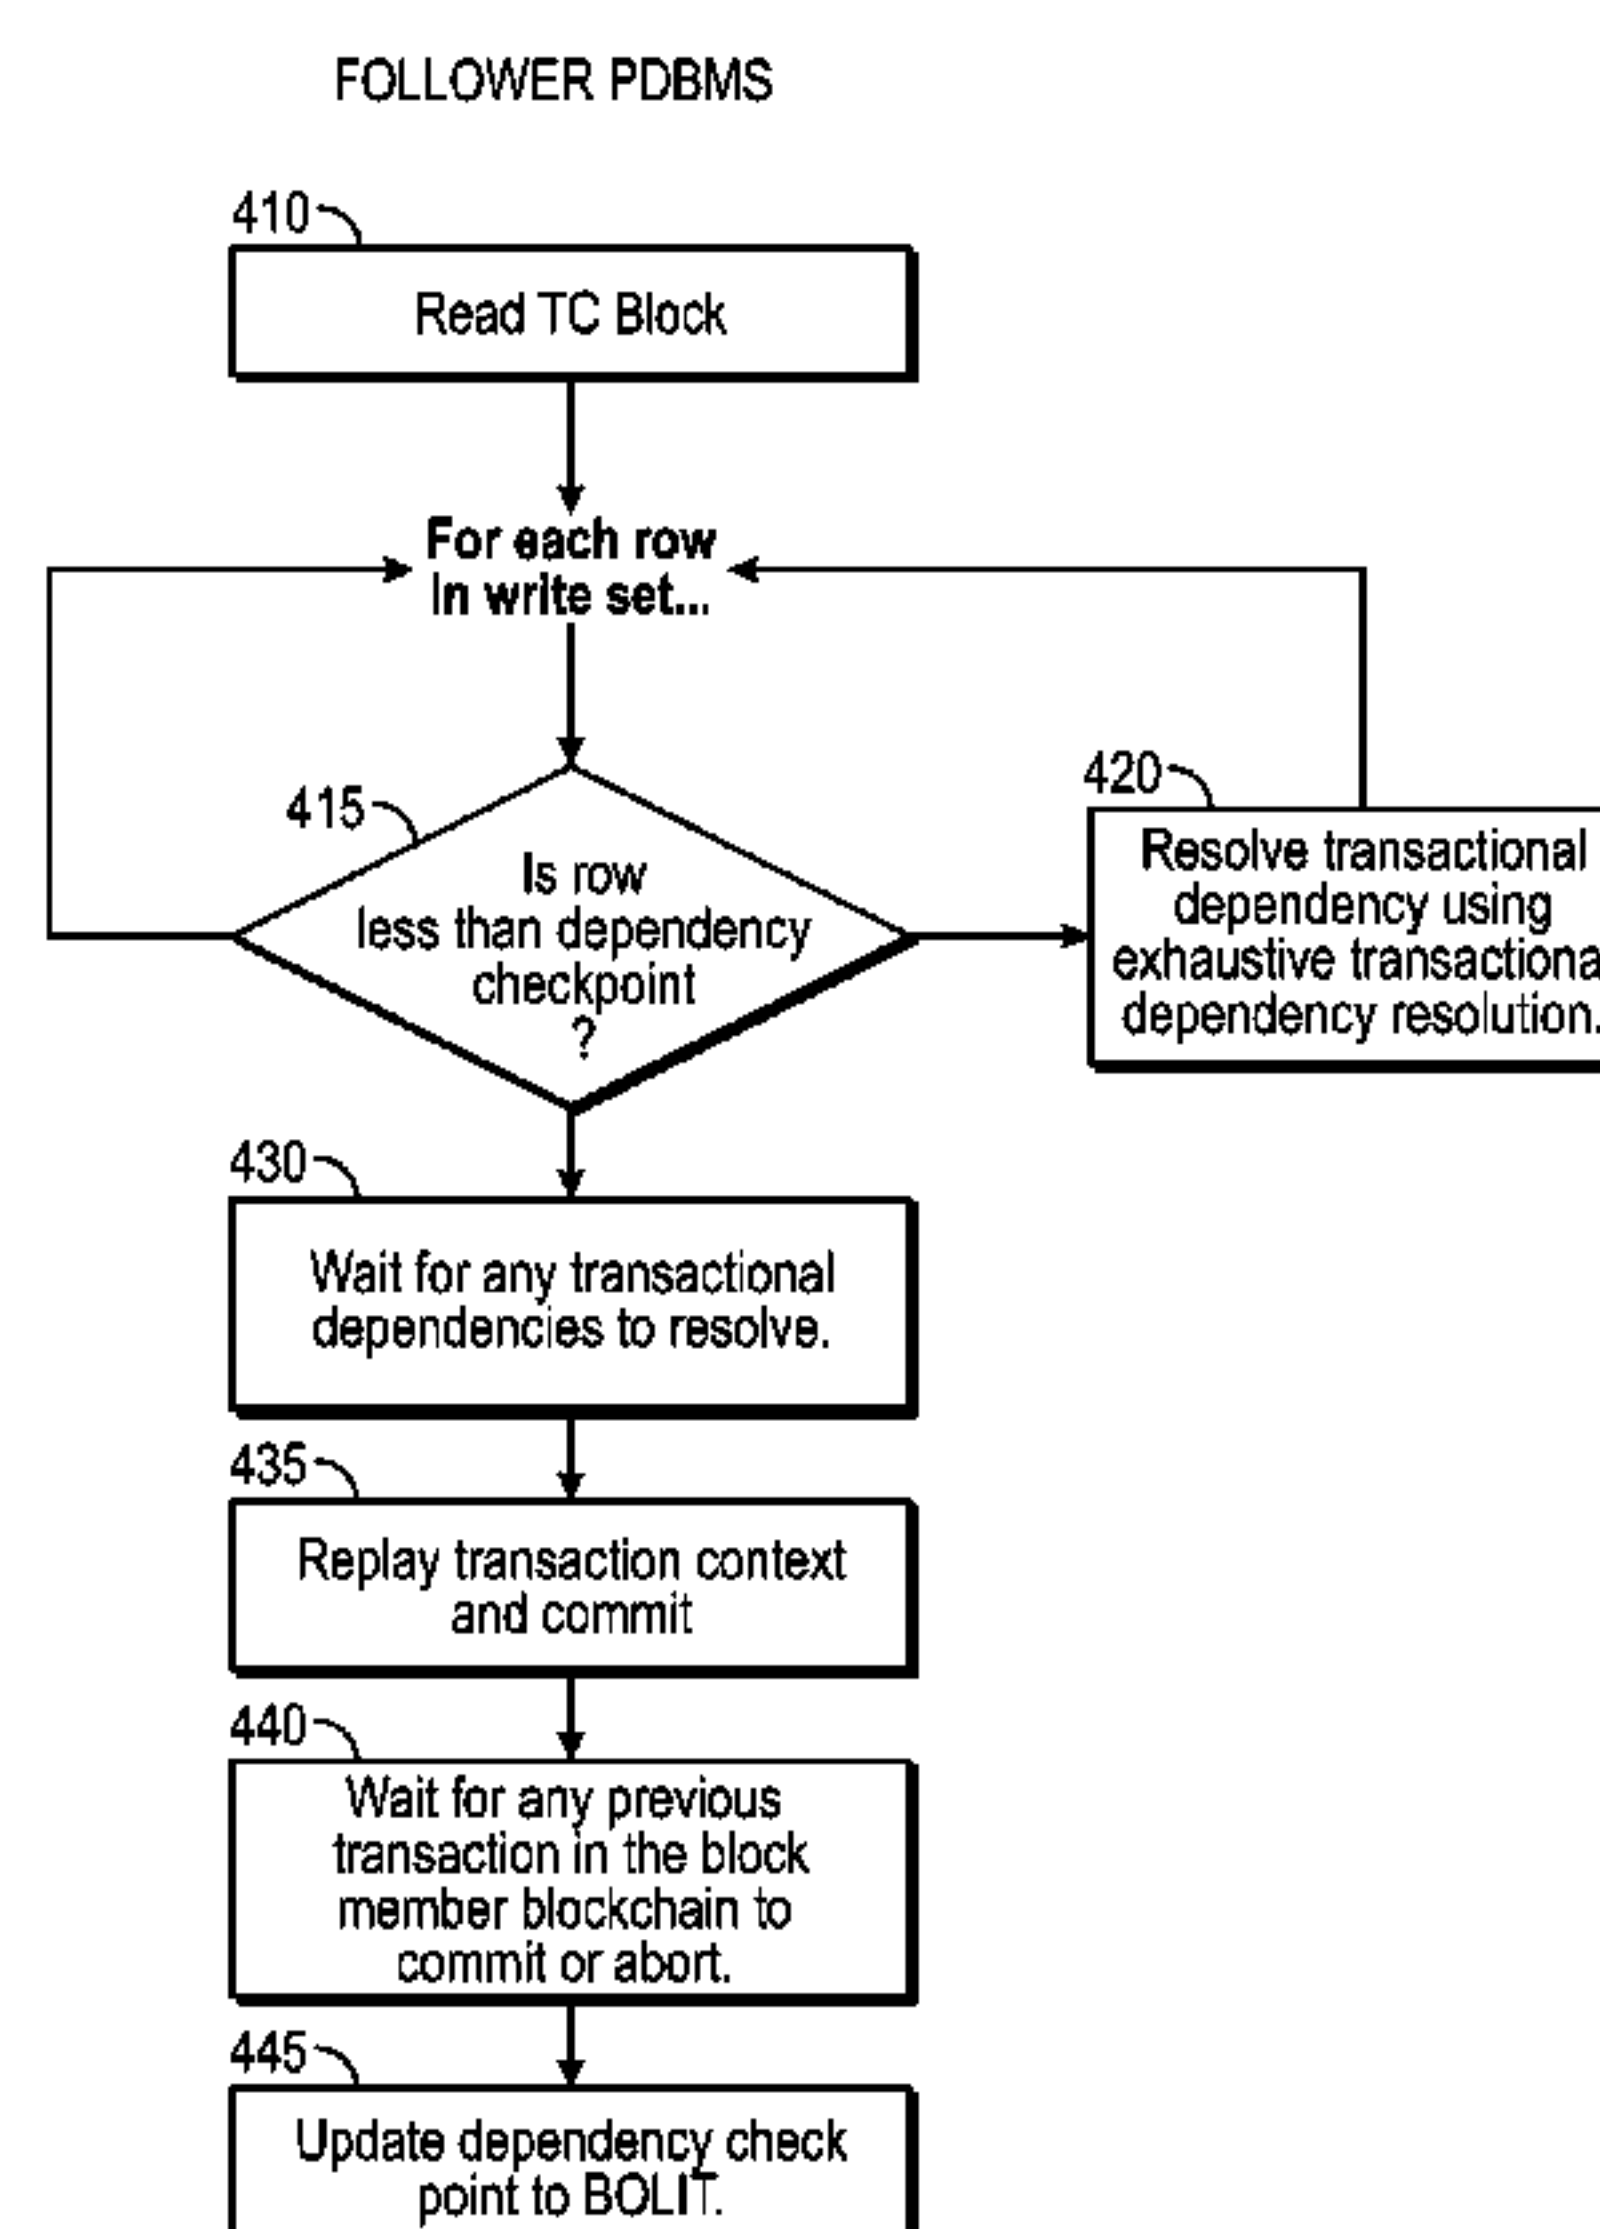 FOLLOWER PDBMS
410
Read TC Block
For each row
in write set...
415
Is row
less than dependency
checkpoint
?
420
Resolve transactional
dependency using
exhaustive transactiona
dependency resolution.
430
Wait for any transactional
dependencies to resolve.
435
Replay transaction context
and commit
440
Wait for any previous
transaction in the block
member blockchain to
commit or abort.
445
Update dependency check
point to BOLIT.